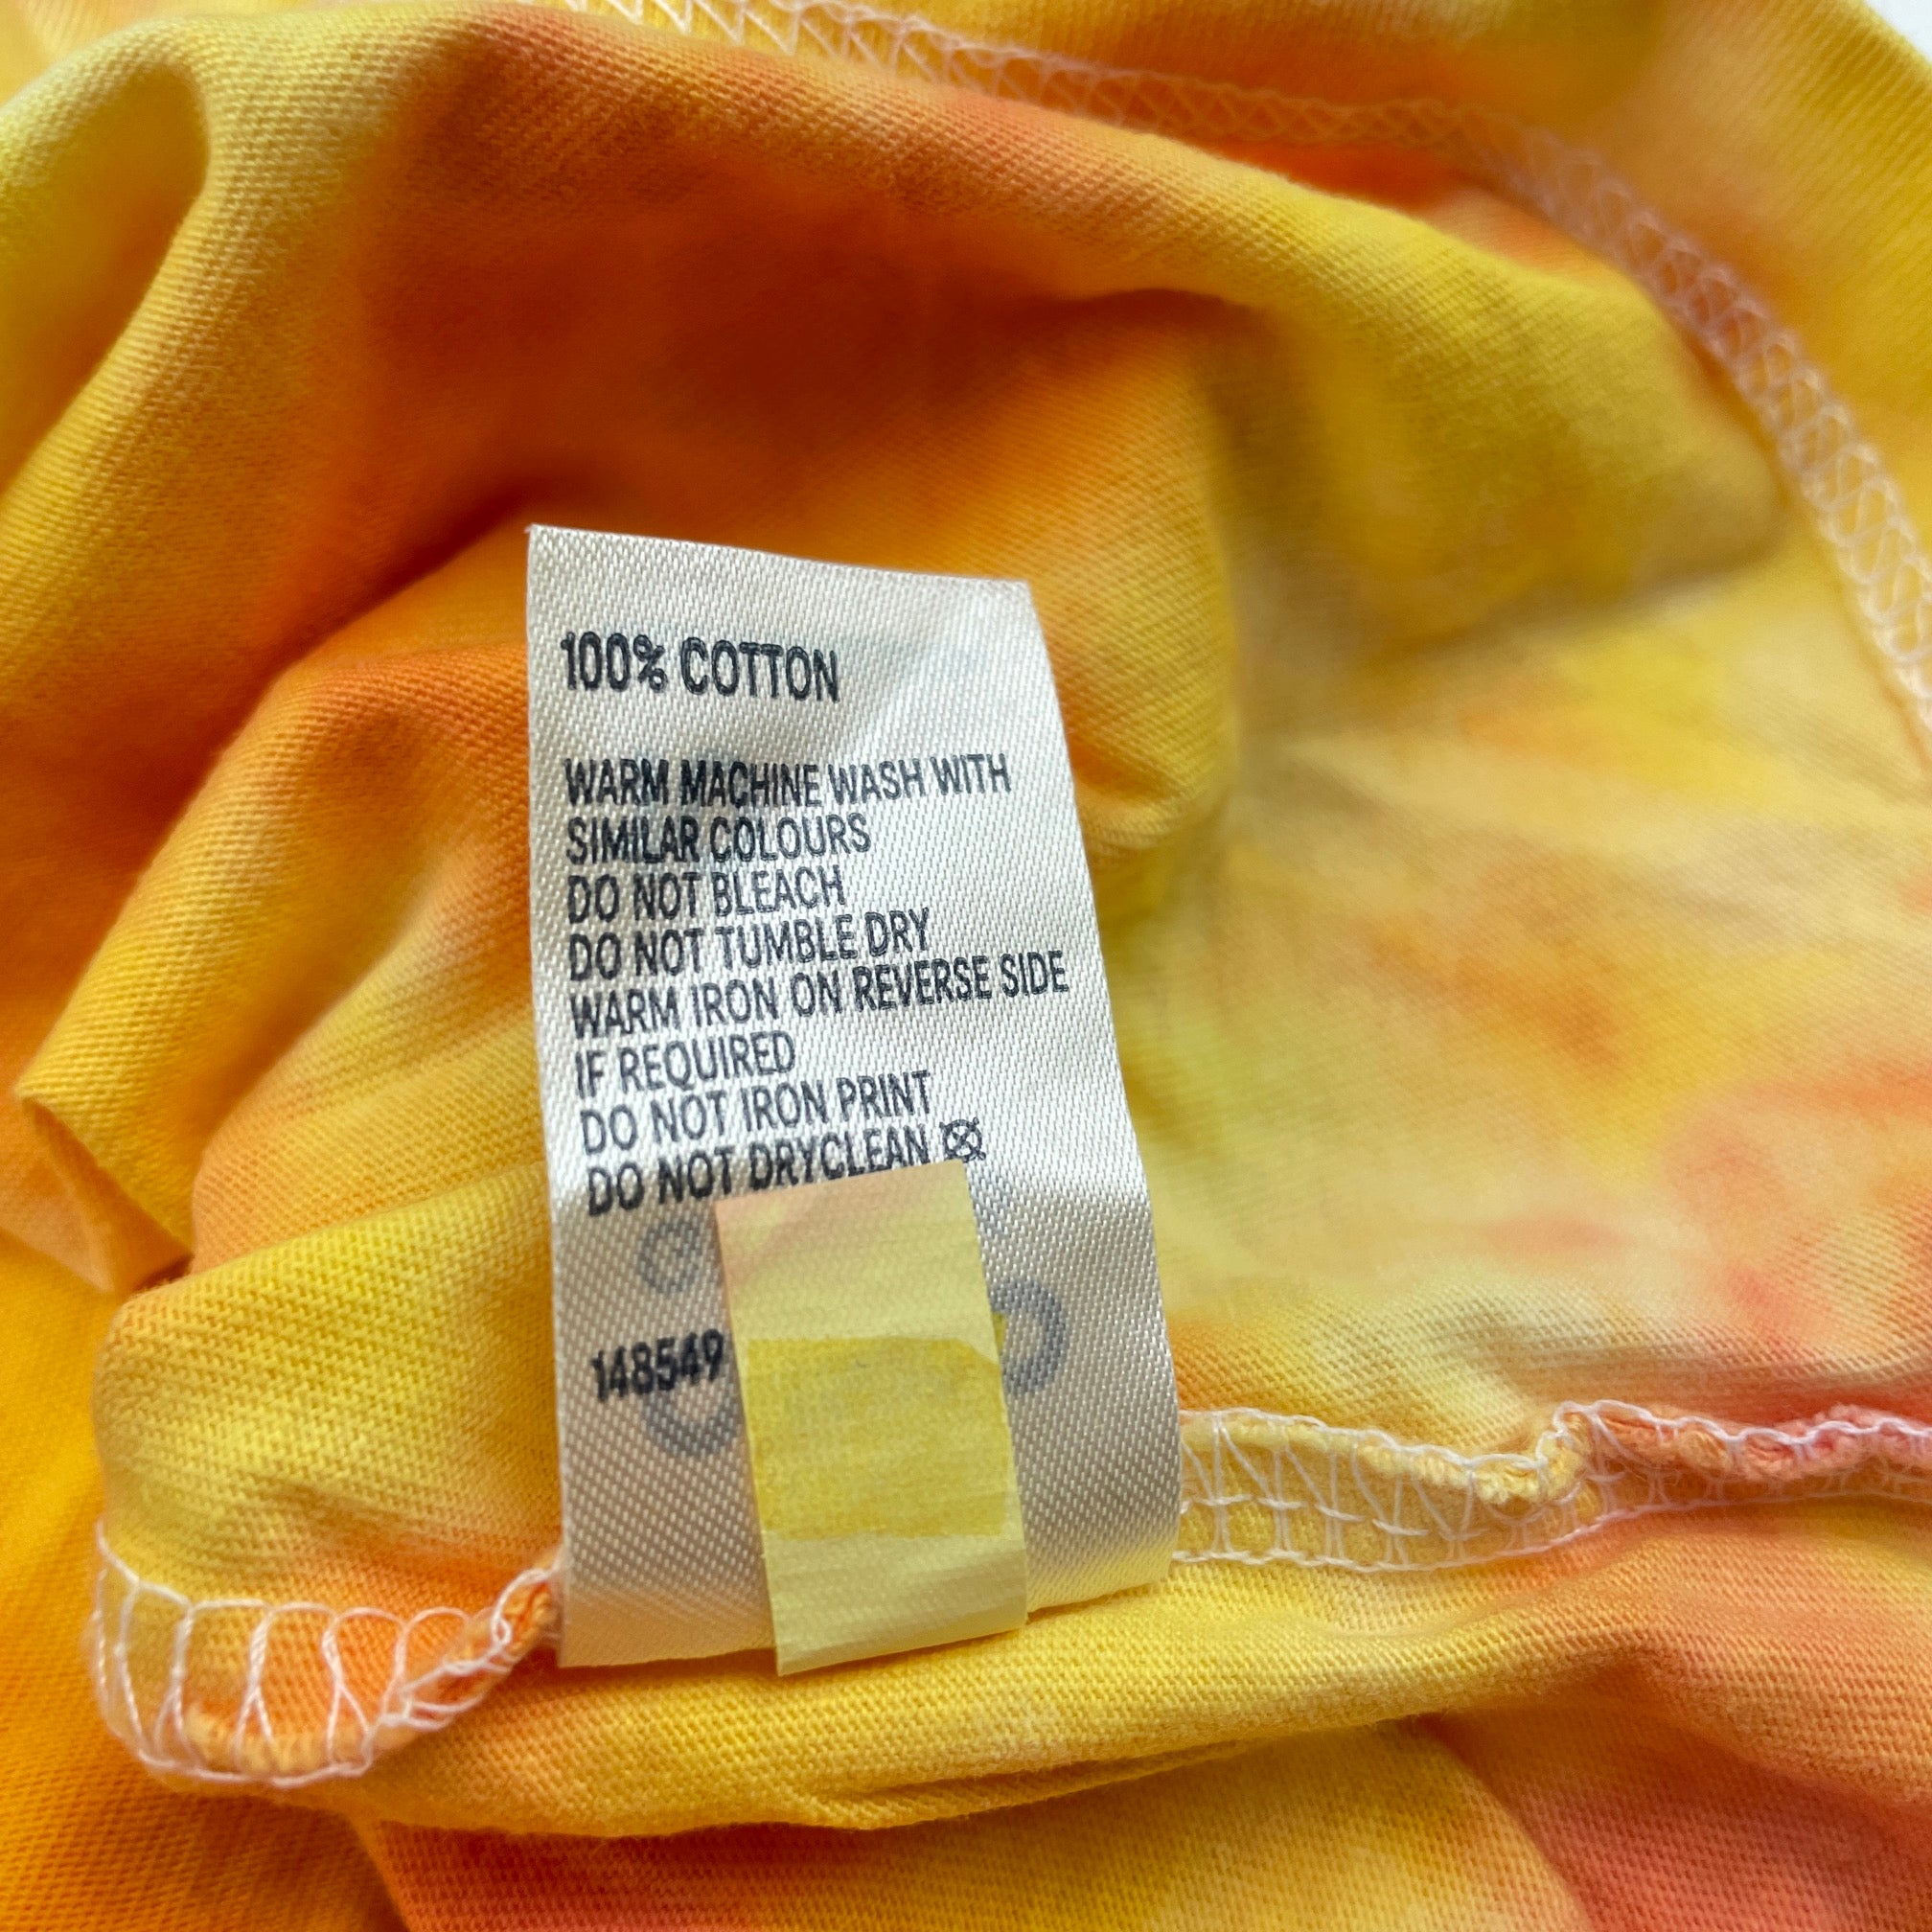 100% COTTON
WARM MACHINE WASH WITH
SIMILAR COLOURS
DO NOT BLEACH
DO NOT TUMBLE DRY
WARM IRON ON REVERSE SIDE
IF REQUIRED
DO NOT IRON PRINT
DO NOT DRYCLEAN
148549